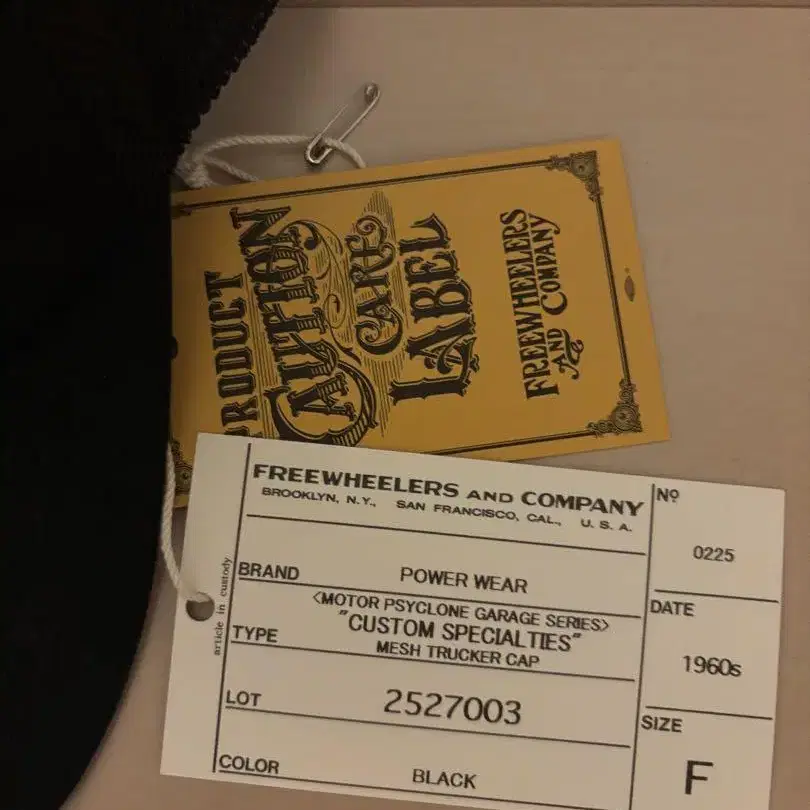 PRODUCT
CAUTION
CARE
LABEL
FREEWHEELERS
AND COMPANY
FREEWHEELERS AND COMPANY
BROOKLYN, N.Y., SAN FRANCISCO, CAL., U. S. A.
Nº
0225
BRAND
POWER WEAR
DATE
1960s
TYPE
<MOTOR PSYCLONE GARAGE SERIES>
"CUSTOM SPECIALTIES"
MESH TRUCKER CAP
LOT
2527003
SIZE
F
COLOR
BLACK
article in custody